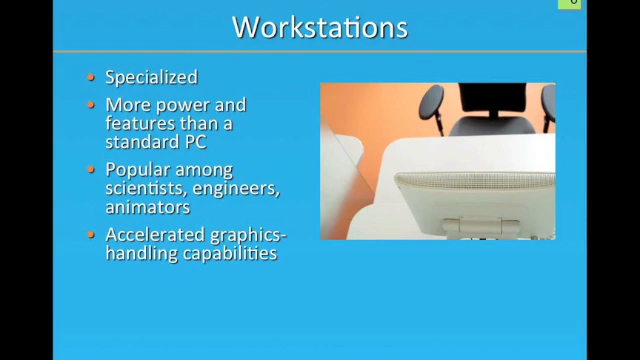 Workstations
• Specialized
• More power and
features than a
standard PC
• Popular among
scientists, engineers,
animators
• Accelerated graphics-
handling capabilities